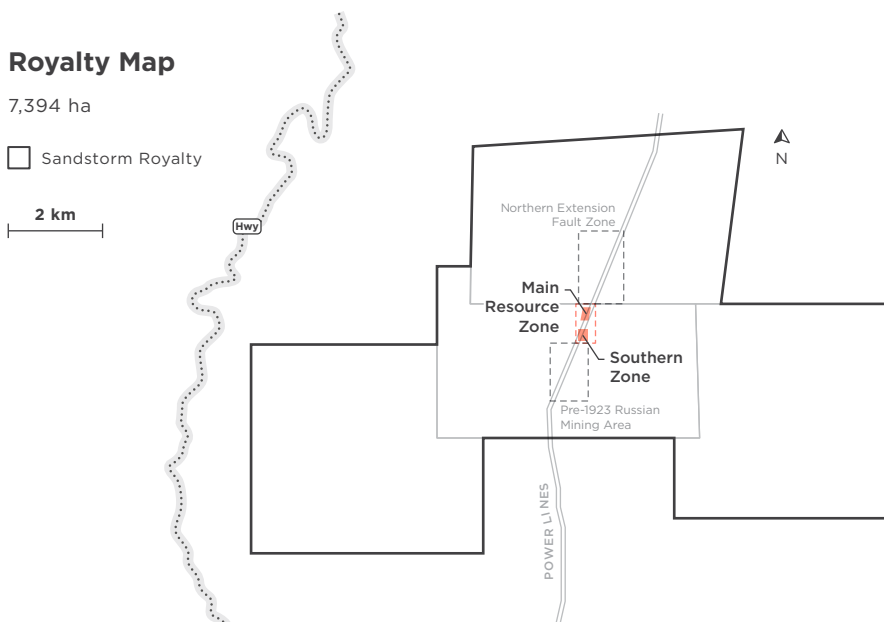 Royalty Map
7,394 ha
Sandstorm Royalty
2 km
Hwy
N
Northern Extension
Fault Zone
Main
Resource
Zone
Southern
Zone
Pre-1923 Russian
Mining Area
POWER LINES